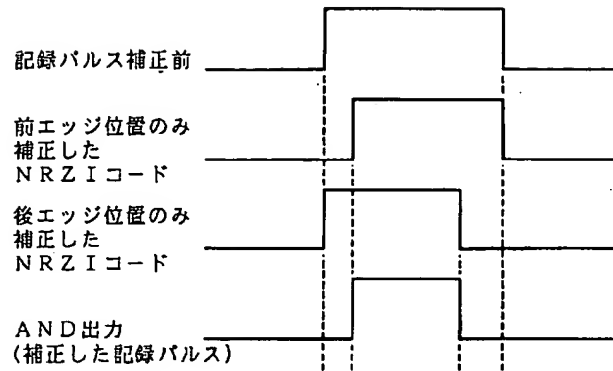 記録パルス補正前
前エッジ位置のみ
補正した
NRZIコード
後エッジ位置のみ
補正した
NRZIコード
AND出力
(補正した記録パルス)